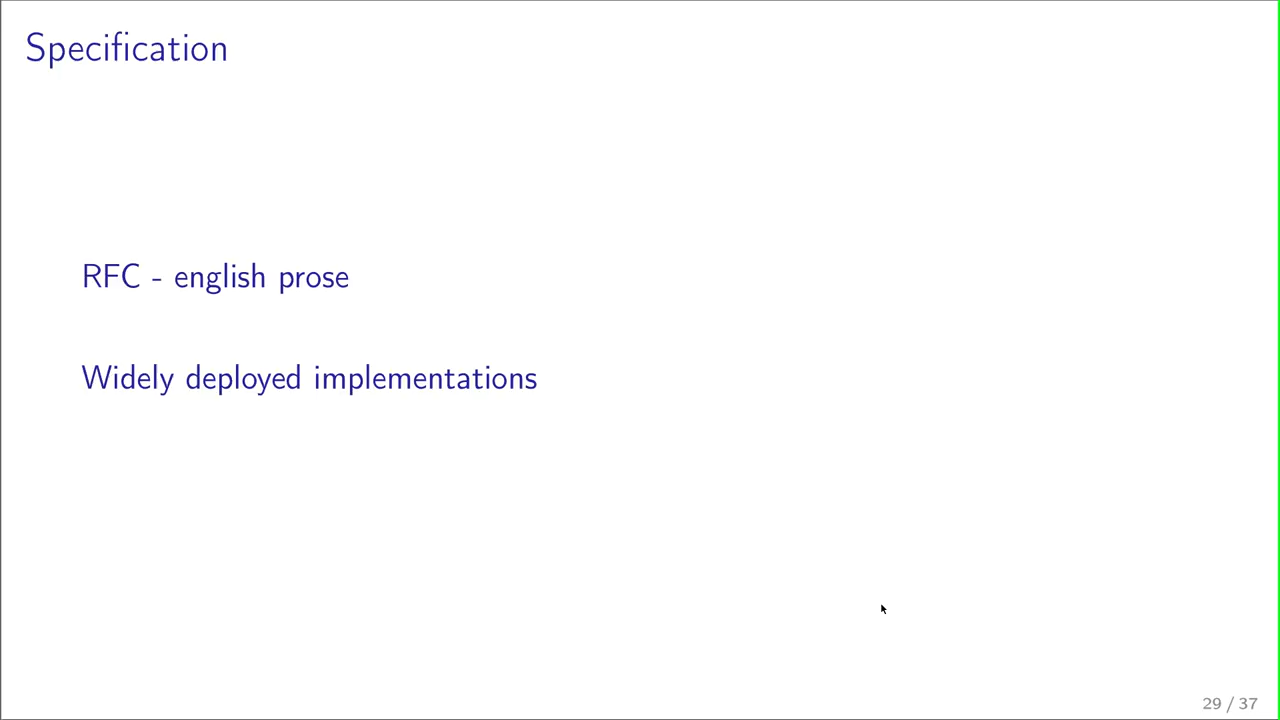 Specification
RFC - english prose
Widely deployed implementations
29 / 37